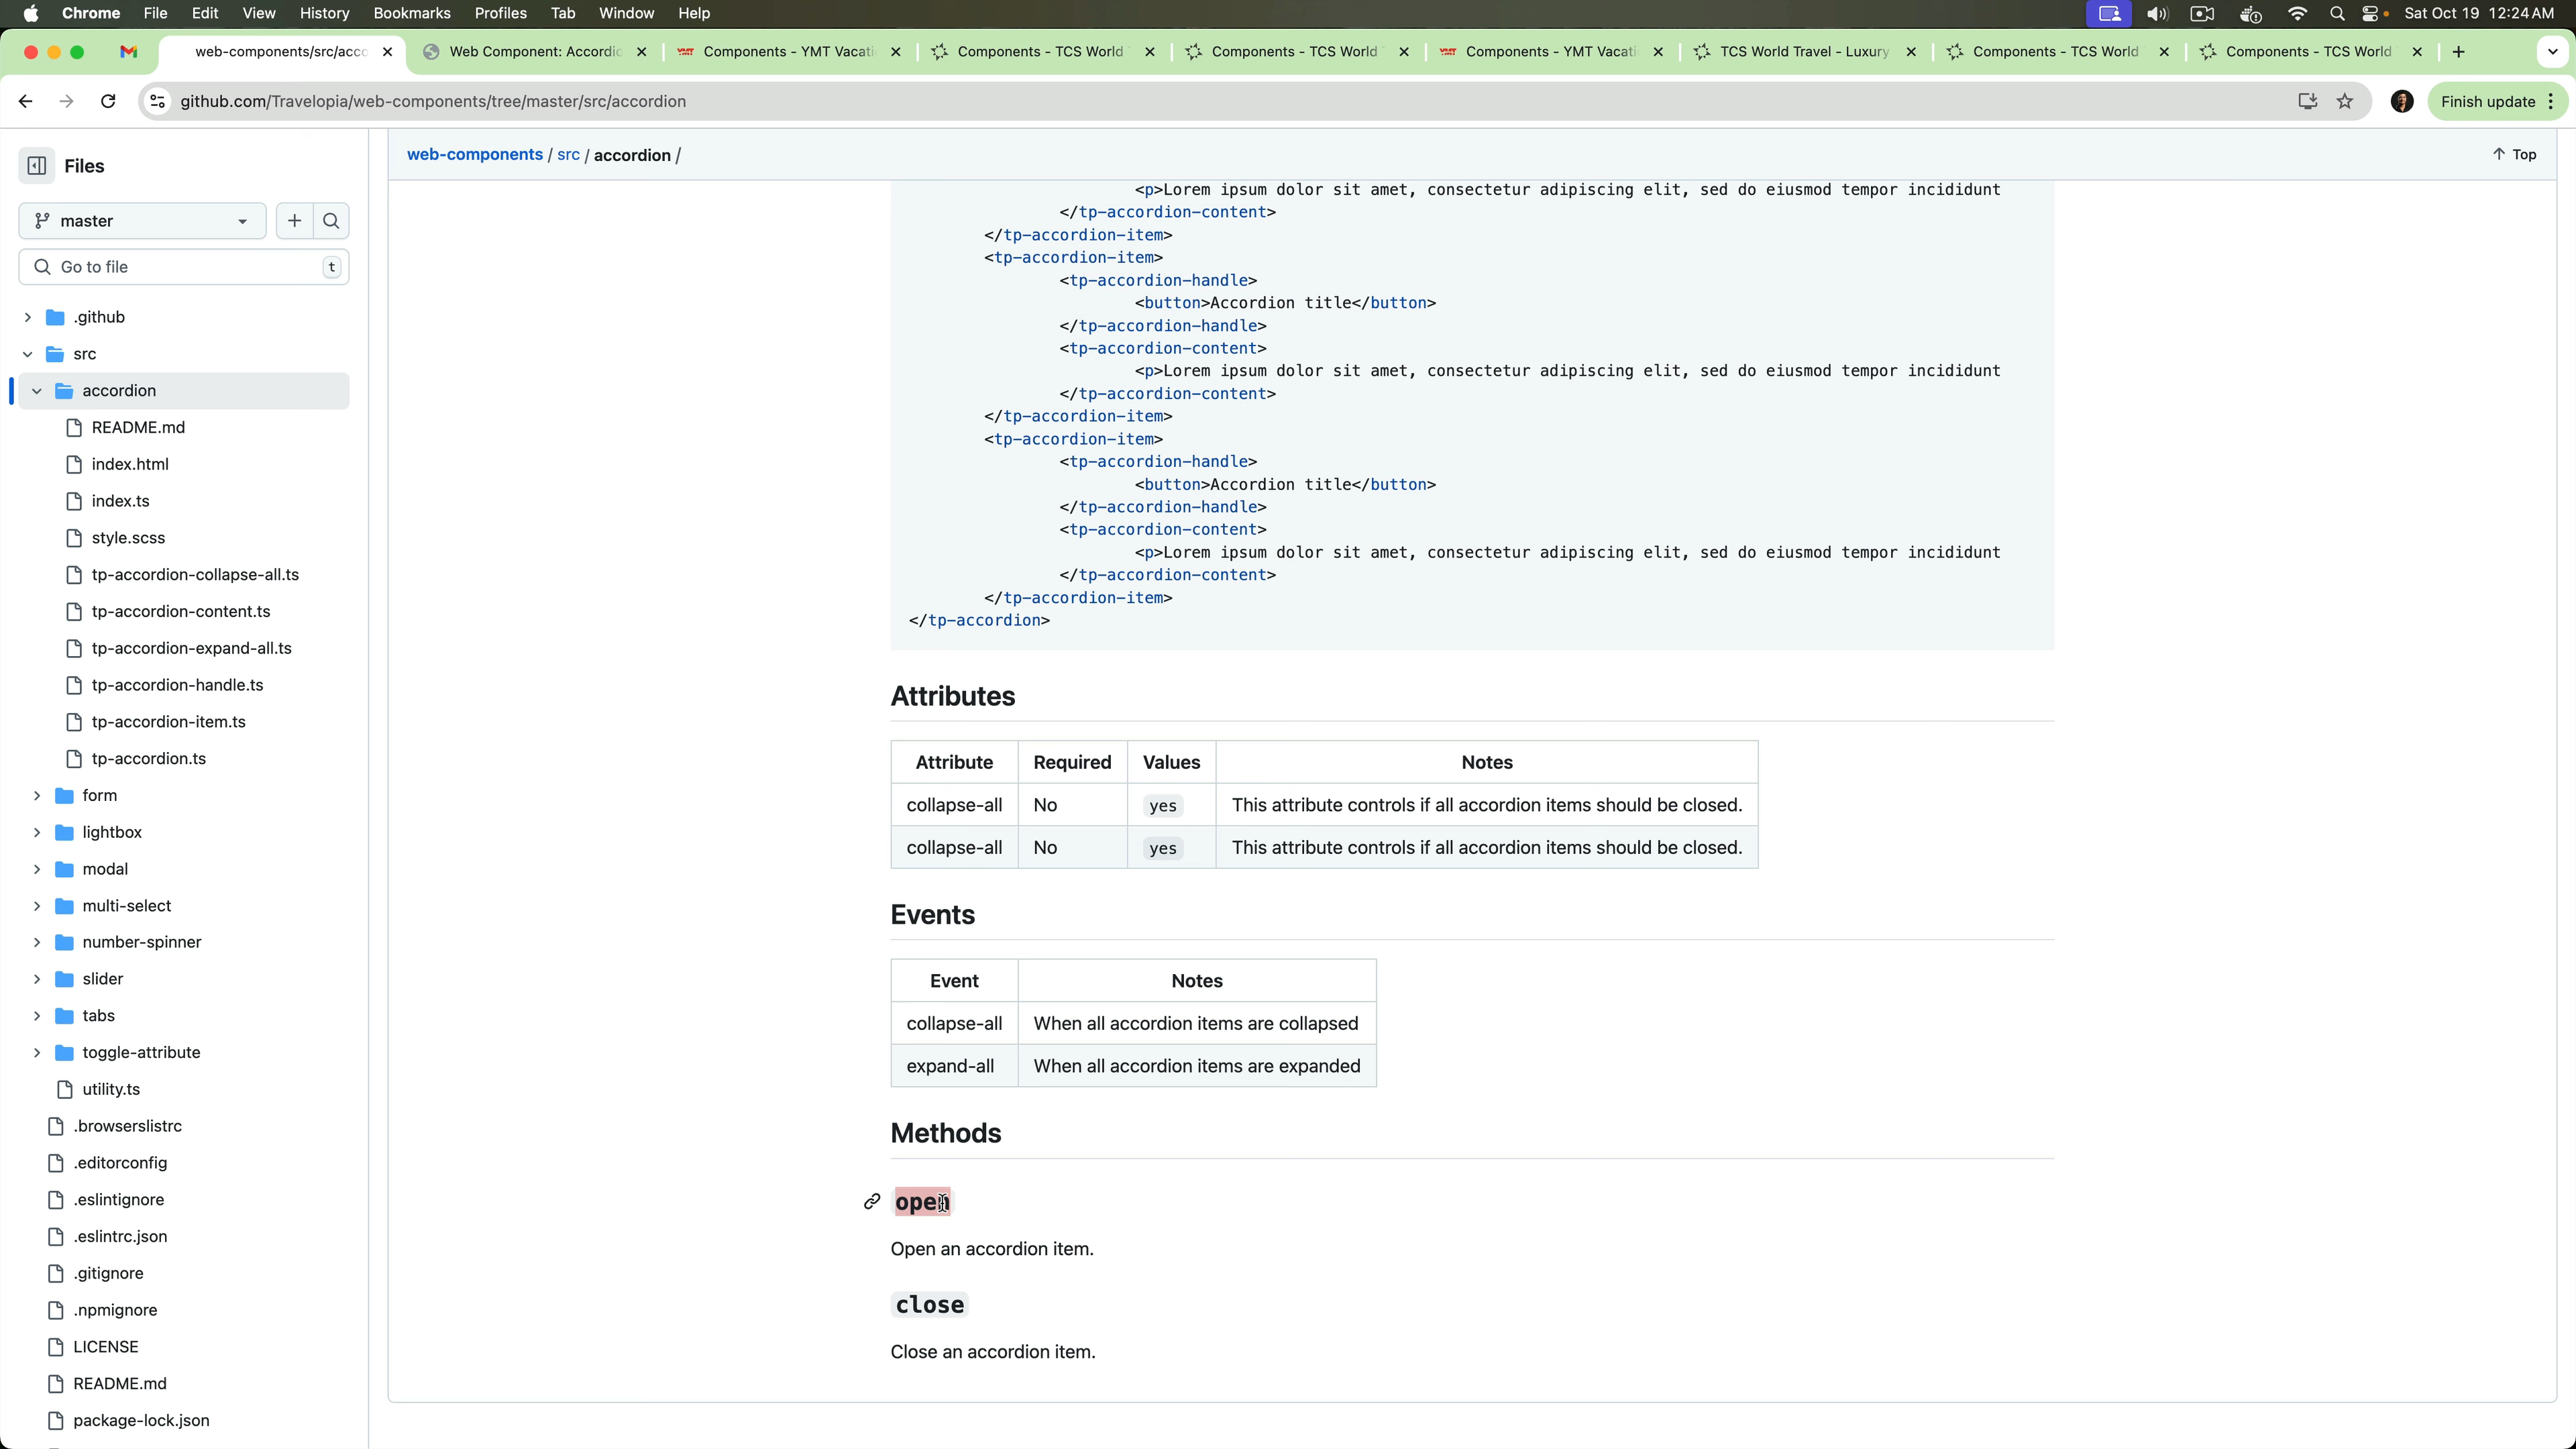 Chrome File Edit View History Bookmarks Profiles Tab Window Help Sat Oct 19 12:24 AM
web-components/src/acco Web Component: Accordio Components - YMT Vacati Components - TCS World Components - TCS World Components - YMT Vacati TCS World Travel - Luxury Components - TCS World Components - TCS World
github.com/Travelopia/web-components/tree/master/src/accordion Finish update
Files
master
Go to file t
.github
src
accordion
README.md
index.html
index.ts
style.scss
tp-accordion-collapse-all.ts
tp-accordion-content.ts
tp-accordion-expand-all.ts
tp-accordion-handle.ts
tp-accordion-item.ts
tp-accordion.ts
form
lightbox
modal
multi-select
number-spinner
slider
tabs
toggle-attribute
utility.ts
.browserslistrc
.editorconfig
.eslintignore
.eslintrc.json
.gitignore
.npmignore
LICENSE
README.md
package-lock.json
web-components / src / accordion / Top
<p>Lorem ipsum dolor sit amet, consectetur adipiscing elit, sed do eiusmod tempor incididunt
</tp-accordion-content>
</tp-accordion-item>
<tp-accordion-item>
<tp-accordion-handle>
<button>Accordion title</button>
</tp-accordion-handle>
<tp-accordion-content>
<p>Lorem ipsum dolor sit amet, consectetur adipiscing elit, sed do eiusmod tempor incididunt
</tp-accordion-content>
</tp-accordion-item>
<tp-accordion-item>
<tp-accordion-handle>
<button>Accordion title</button>
</tp-accordion-handle>
<tp-accordion-content>
<p>Lorem ipsum dolor sit amet, consectetur adipiscing elit, sed do eiusmod tempor incididunt
</tp-accordion-content>
</tp-accordion-item>
</tp-accordion>
Attributes
Attribute Required Values Notes
collapse-all No yes This attribute controls if all accordion items should be closed.
collapse-all No yes This attribute controls if all accordion items should be closed.
Events
Event Notes
collapse-all When all accordion items are collapsed
expand-all When all accordion items are expanded
Methods
open
Open an accordion item.
close
Close an accordion item.